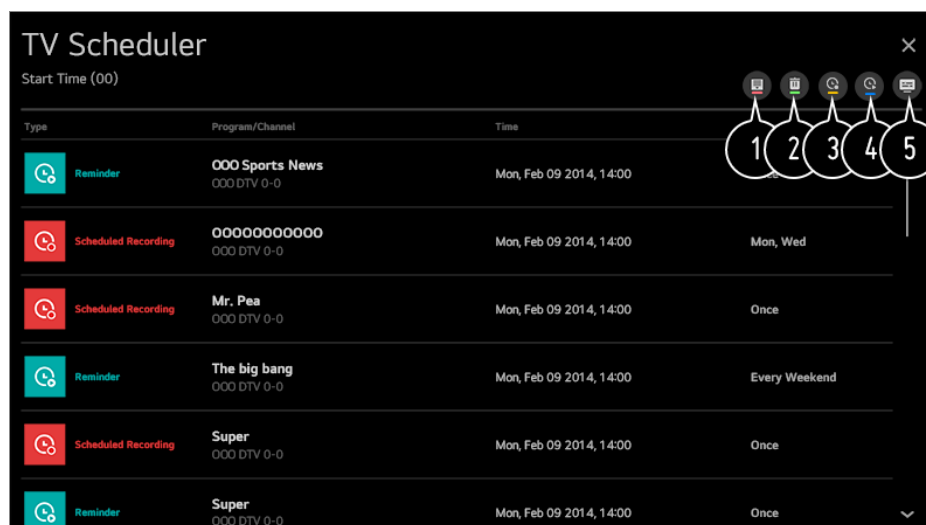 TV Scheduler
Start Time (00)
1 2 3 4 5
Type Program/Channel Time
Reminder OOO Sports News Mon, Feb 09 2014, 14:00
OOO DTV 0-0
Scheduled Recording OOOOOOOOOOO Mon, Feb 09 2014, 14:00 Mon, Wed
OOO DTV 0-0
Scheduled Recording Mr. Pea Mon, Feb 09 2014, 14:00 Once
OOO DTV 0-0
Reminder The big bang Mon, Feb 09 2014, 14:00 Every Weekend
OOO DTV 0-0
Scheduled Recording Super Mon, Feb 09 2014, 14:00 Once
OOO DTV 0-0
Reminder Super Mon, Feb 09 2014, 14:00 Once
OOO DTV 0-0